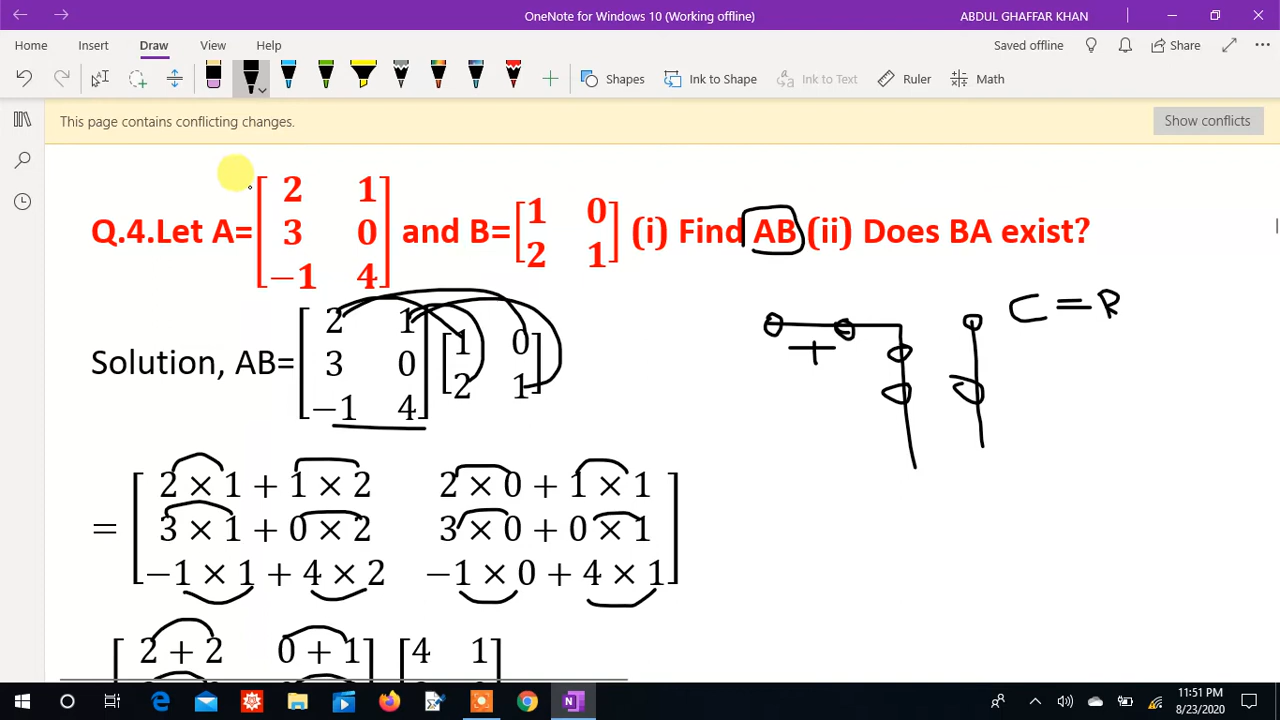 OneNote for Windows 10 (Working offline)
ABDUL GHAFFAR KHAN
Home Insert Draw View Help
Saved offline
Share
Shapes
Ink to Shape
Ink to Text
Ruler
Math
This page contains conflicting changes.
Show conflicts
Q.4.Let A=[2 1
3 0
−1 4] and B=[1 0
2 1] (i) Find AB (ii) Does BA exist?
C = R
+
Solution, AB=[2 1
3 0
−1 4][1 0
2 1]
=[2 × 1 + 1 × 2 2 × 0 + 1 × 1
3 × 1 + 0 × 2 3 × 0 + 0 × 1
−1 × 1 + 4 × 2 −1 × 0 + 4 × 1]
[2 + 2 0 + 1] [4 1
11:51 PM
8/23/2020